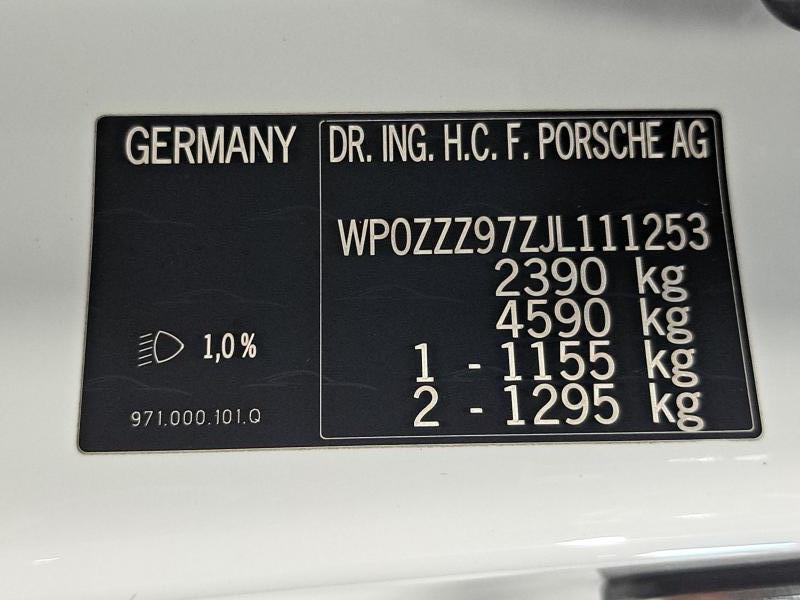 GERMANY
DR. ING. H.C. F. PORSCHE AG
WP0ZZZ97ZJL111253
2390 kg
4590 kg
1 - 1155 kg
2 - 1295 kg
1,0 %
971.000.101.Q